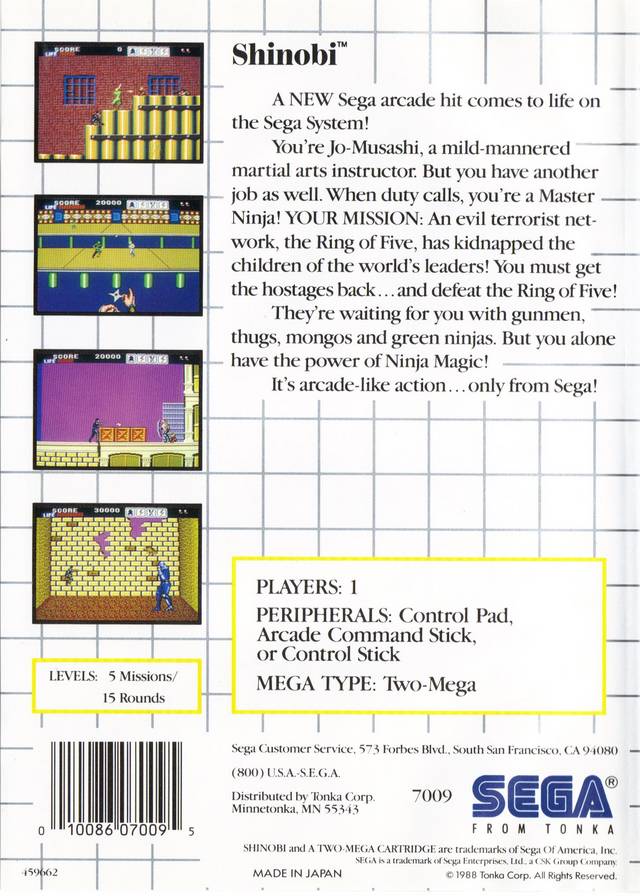 Shinobi™
A NEW Sega arcade hit comes to life on
the Sega System!
You're Jo-Musashi, a mild-mannered
martial arts instructor. But you have another
job as well. When duty calls, you're a Master
Ninja! YOUR MISSION: An evil terrorist net-
work, the Ring of Five, has kidnapped the
children of the world's leaders! You must get
the hostages back...and defeat the Ring of Five!
They're waiting for you with gunmen,
thugs, mongos and green ninjas. But you alone
have the power of Ninja Magic!
It's arcade-like action...only from Sega!
SCORE 0
LIFE
SCORE 20000
LIFE
SCORE 20000
LIFE
SCORE 30000
LIFE
LEVELS: 5 Missions/
15 Rounds
PLAYERS: 1
PERIPHERALS: Control Pad,
Arcade Command Stick,
or Control Stick
MEGA TYPE: Two-Mega
Sega Customer Service, 573 Forbes Blvd., South San Francisco, CA 94080
(800) U.S.A.-S.E.G.A.
Distributed by Tonka Corp.
Minnetonka, MN 55343
7009
SEGA®
FROM TONKA
0 10086 07009 5
SHINOBI and A TWO-MEGA CARTRIDGE are trademarks of Sega Of America, Inc.
SEGA is a trademark of Sega Enterprises, Ltd., a CSK Group Company.
459662
MADE IN JAPAN
© 1988 Tonka Corp. All Rights Reserved.